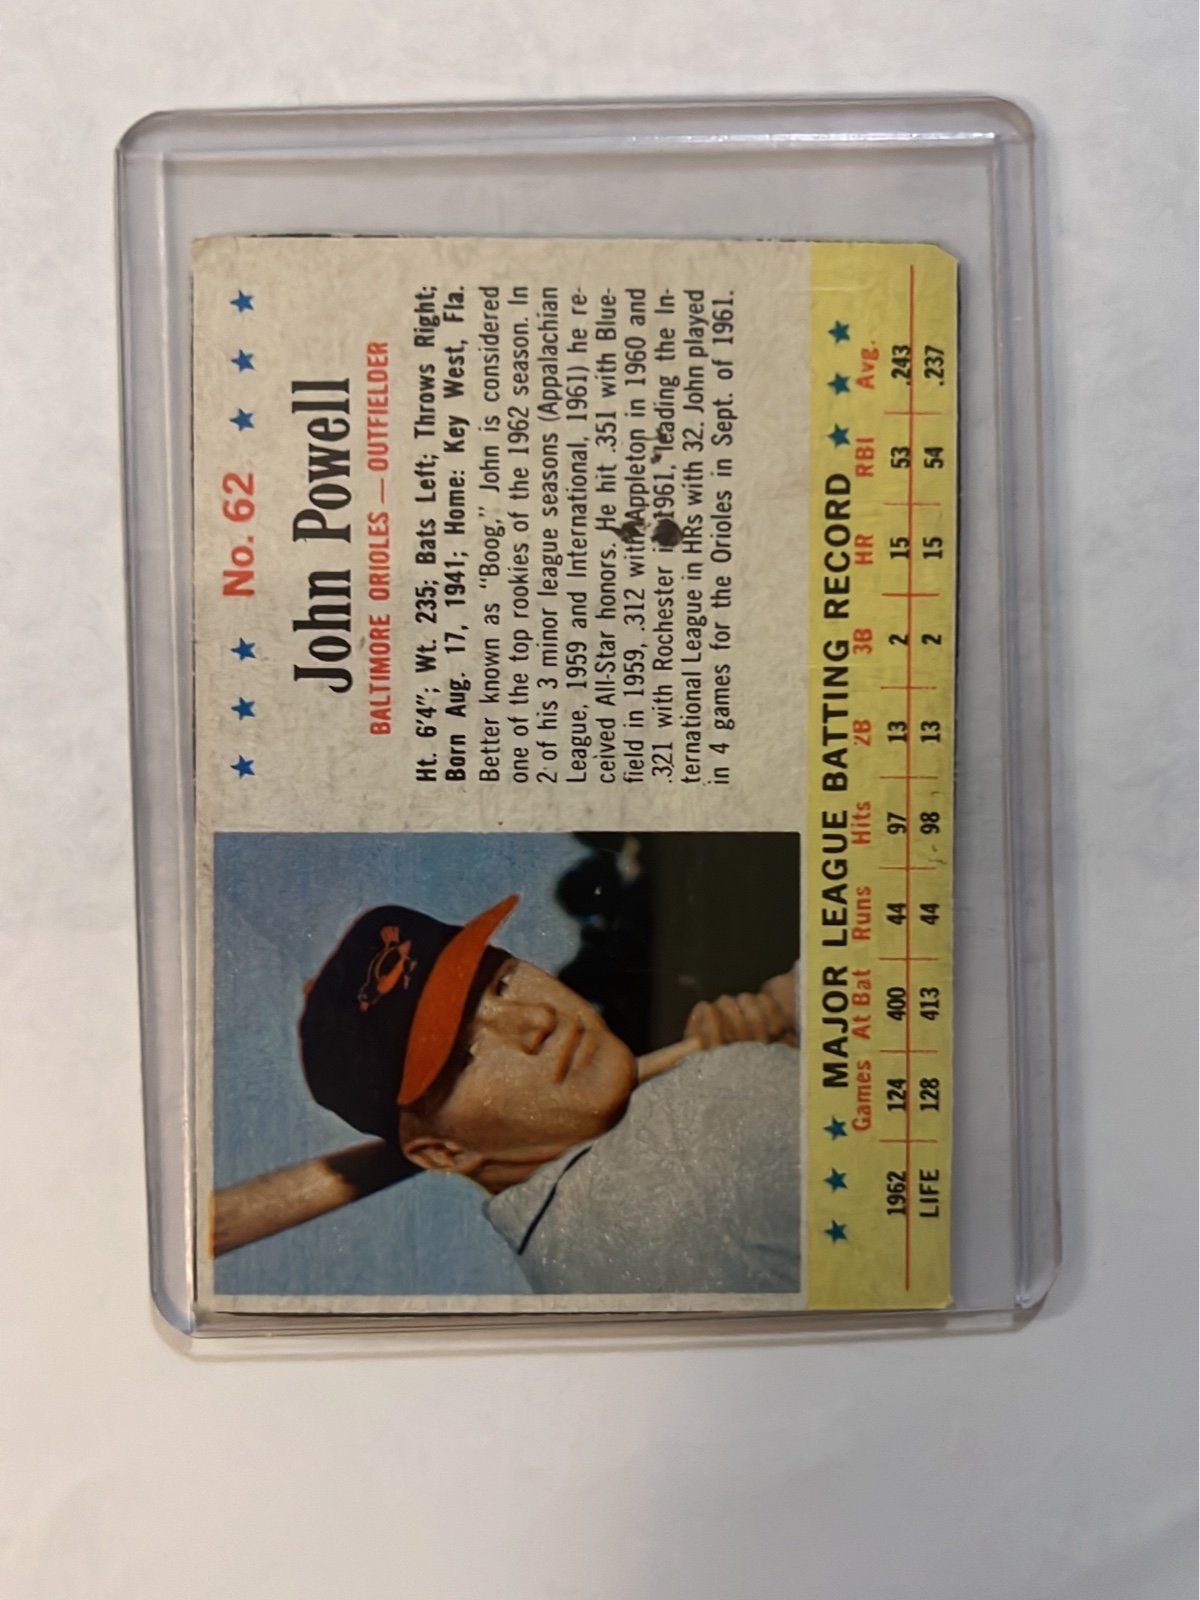 ★ ★ ★ No. 62 ★ ★ ★ ★
John Powell
BALTIMORE ORIOLES — OUTFIELDER
Ht. 6'4"; Wt. 235; Bats Left; Throws Right;
Born Aug. 17, 1941; Home: Key West, Fla.
Better known as "Boog," John is considered
one of the top rookies of the 1962 season. In
2 of his 3 minor league seasons (Appalachian
League, 1959 and International, 1961) he re-
ceived All-Star honors. He hit .351 with Blue-
field in 1959, .312 with Appleton in 1960 and
.321 with Rochester in 1961, leading the In-
ternational League in HRs with 32. John played
in 4 games for the Orioles in Sept. of 1961.
★ ★ ★ MAJOR LEAGUE BATTING RECORD ★ ★ ★
Games At Bat Runs Hits 2B 3B HR RBI Avg.
1962 124 400 44 97 13 2 15 53 .243
LIFE 128 413 44 98 13 2 15 54 .237